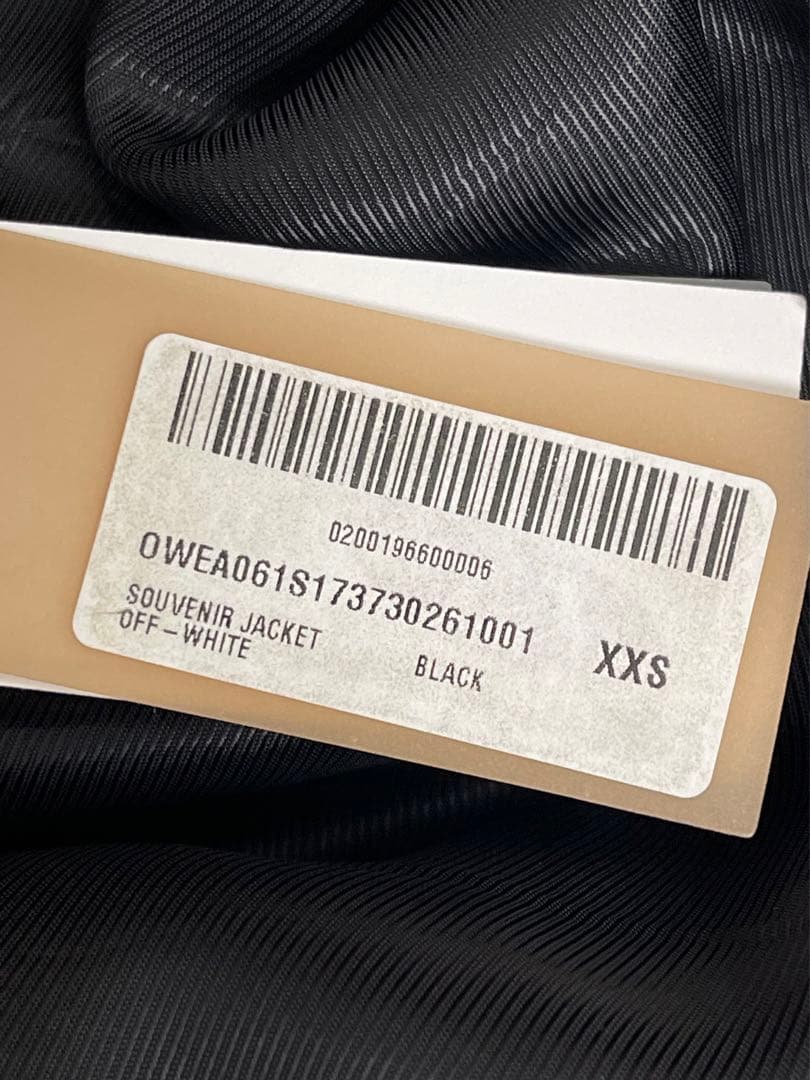 0200196600006
OWEA061S173730261001
XXS
SOUVENIR JACKET
OFF-WHITE
BLACK